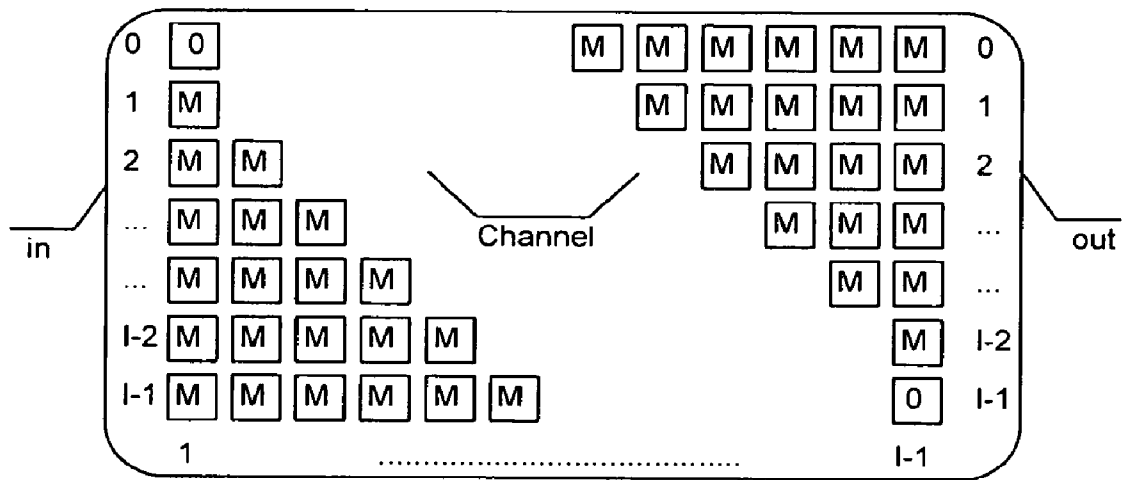 0 0 M M M M M M 0
1 M M M M M M 1
2 M M M M M M 2
... M M M M M M ...
... M M M M M M ...
I-2 M M M M M M I-2
I-1 M M M M M M 0 I-1
in Channel out
1 ........................................ I-1